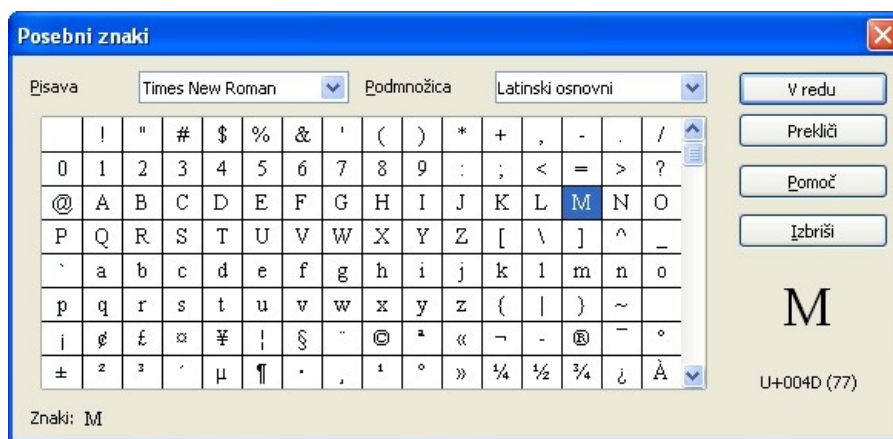 Posebni znaki
Pisava Times New Roman Podmnožica Latinski osnovni V redu
Prekliči
Pomoč
Izbriši
! " # $ % & ' ( ) * + , - . /
0 1 2 3 4 5 6 7 8 9 : ; < = > ?
@ A B C D E F G H I J K L M N O
P Q R S T U V W X Y Z [ \ ] ^ _
` a b c d e f g h i j k l m n o
p q r s t u v w x y z { | } ~
¡ ¢ £ ¤ ¥ ¦ § ¨ © ª « ¬ - ® ¯ °
± ² ³ ´ µ ¶ · ¸ ¹ º » ¼ ½ ¾ ¿ À
M
U+004D (77)
Znaki: M